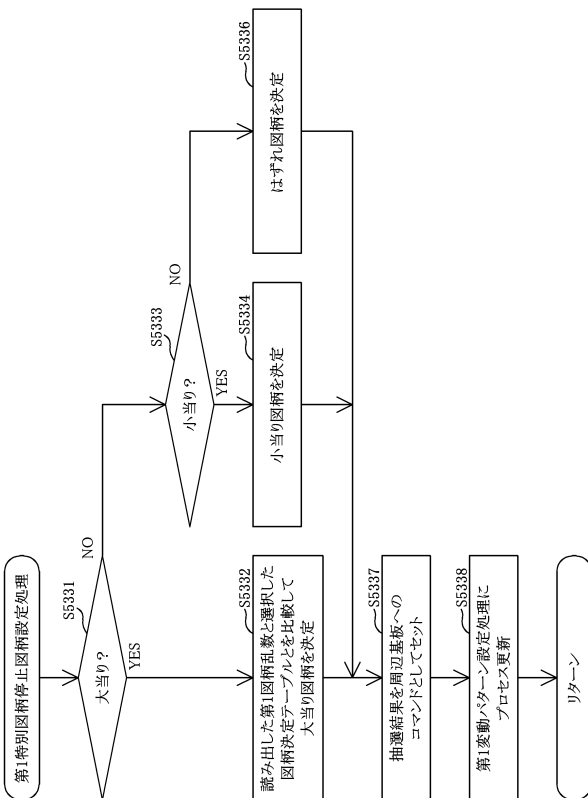 第1特別図柄停止図柄設定処理
S5331
大当り？
NO
YES
S5333
小当り？
NO
YES
S5332
読み出した第1図柄乱数と選択した
図柄決定テーブルとを比較して
大当り図柄を決定
S5334
小当り図柄を決定
S5336
はずれ図柄を決定
S5337
抽選結果を周辺基板への
コマンドとしてセット
S5338
第1変動パターン設定処理に
プロセス更新
リターン